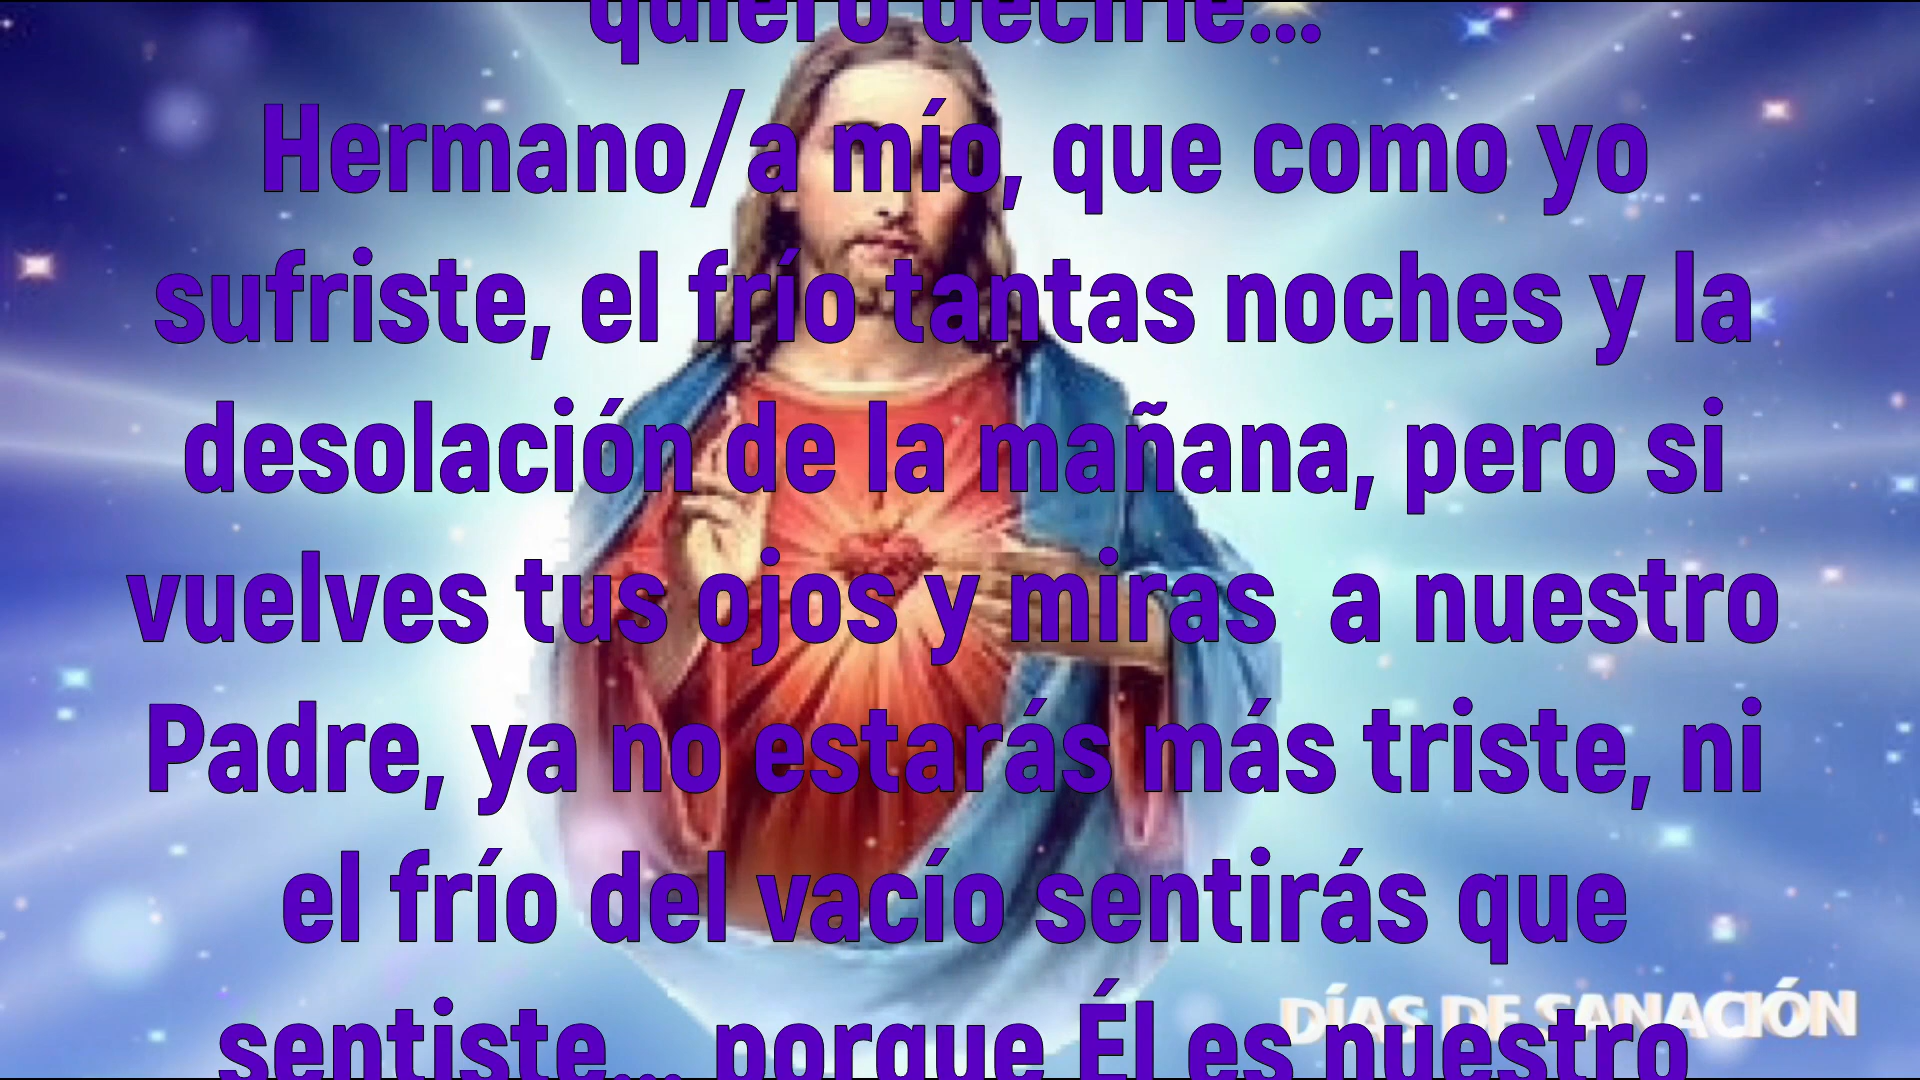 quiero decirle...
Hermano/a mío, que como yo
sufriste, el frío tantas noches y la
desolación de la mañana, pero si
vuelves tus ojos y miras  a nuestro
Padre, ya no estarás más triste, ni
el frío del vacío sentirás que
sentiste... porque Él es nuestro
DÍAS DE SANACIÓN